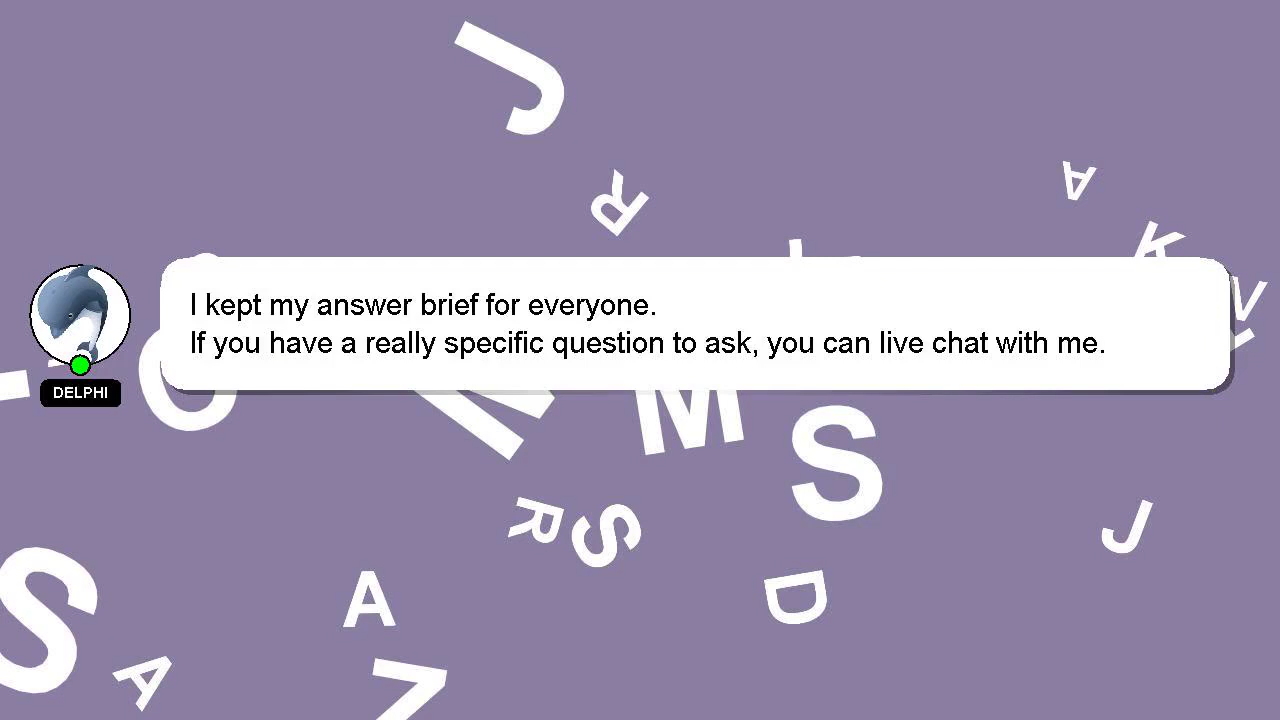 J
R
A
K
V
I kept my answer brief for everyone.
If you have a really specific question to ask, you can live chat with me.
DELPHI
O
M
S
R
S
J
S
A
D
A
Z